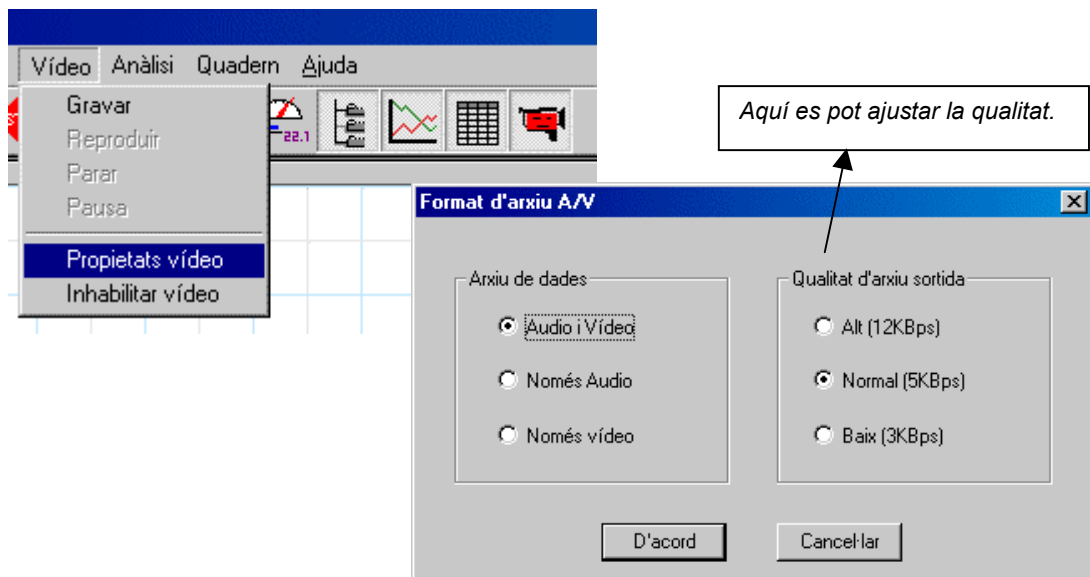 Vídeo Anàlisi Quadern Ajuda
Gravar
Reproduir
Parar
Pausa
Propietats vídeo
Inhabilitar vídeo
22.1
Aquí es pot ajustar la qualitat.
Format d'arxiu A/V
Arxiu de dades
Audio i Vídeo
Només Audio
Només vídeo
Qualitat d'arxiu sortida
Alt (12KBps)
Normal (5KBps)
Baix (3KBps)
D'acord
Cancel·lar